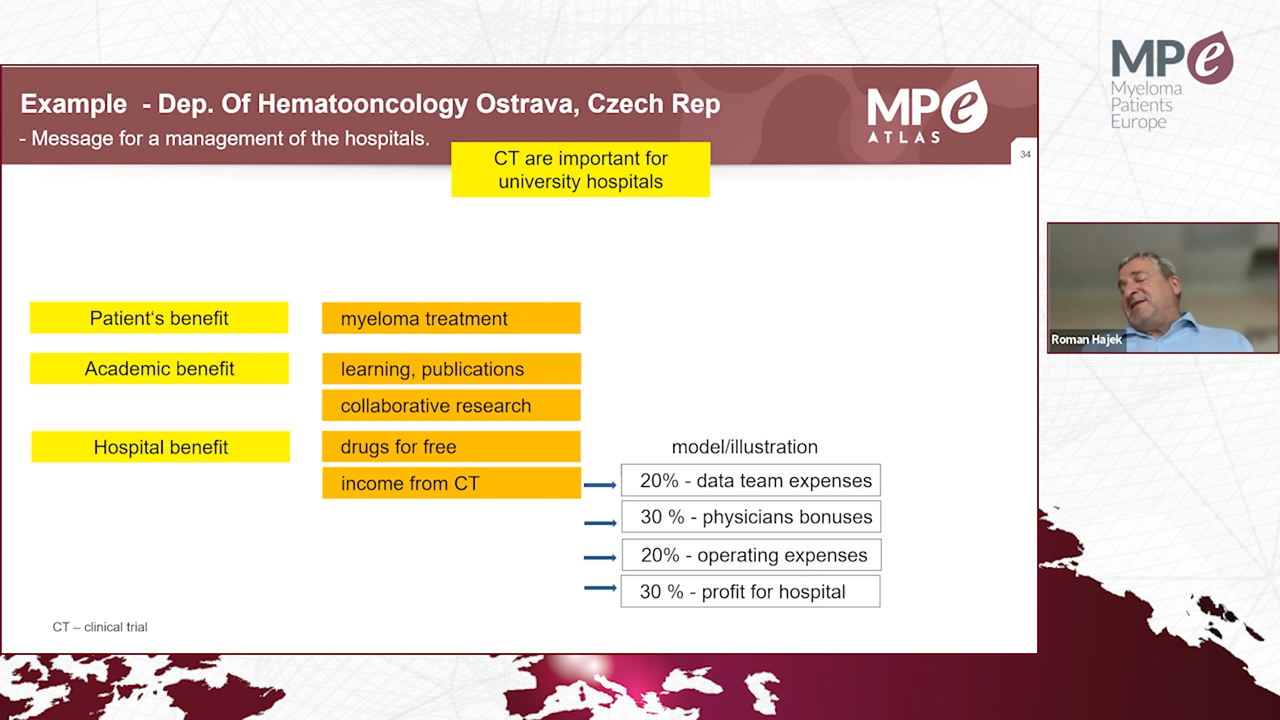 Example - Dep. Of Hematooncology Ostrava, Czech Rep
- Message for a management of the hospitals.
MPe
ATLAS
34
CT are important for
university hospitals
Patient‘s benefit
myeloma treatment
Academic benefit
learning, publications
collaborative research
Hospital benefit
drugs for free
income from CT
model/illustration
20% - data team expenses
30 % - physicians bonuses
20% - operating expenses
30 % - profit for hospital
CT – clinical trial
MPe
Myeloma
Patients
Europe
Roman Hajek